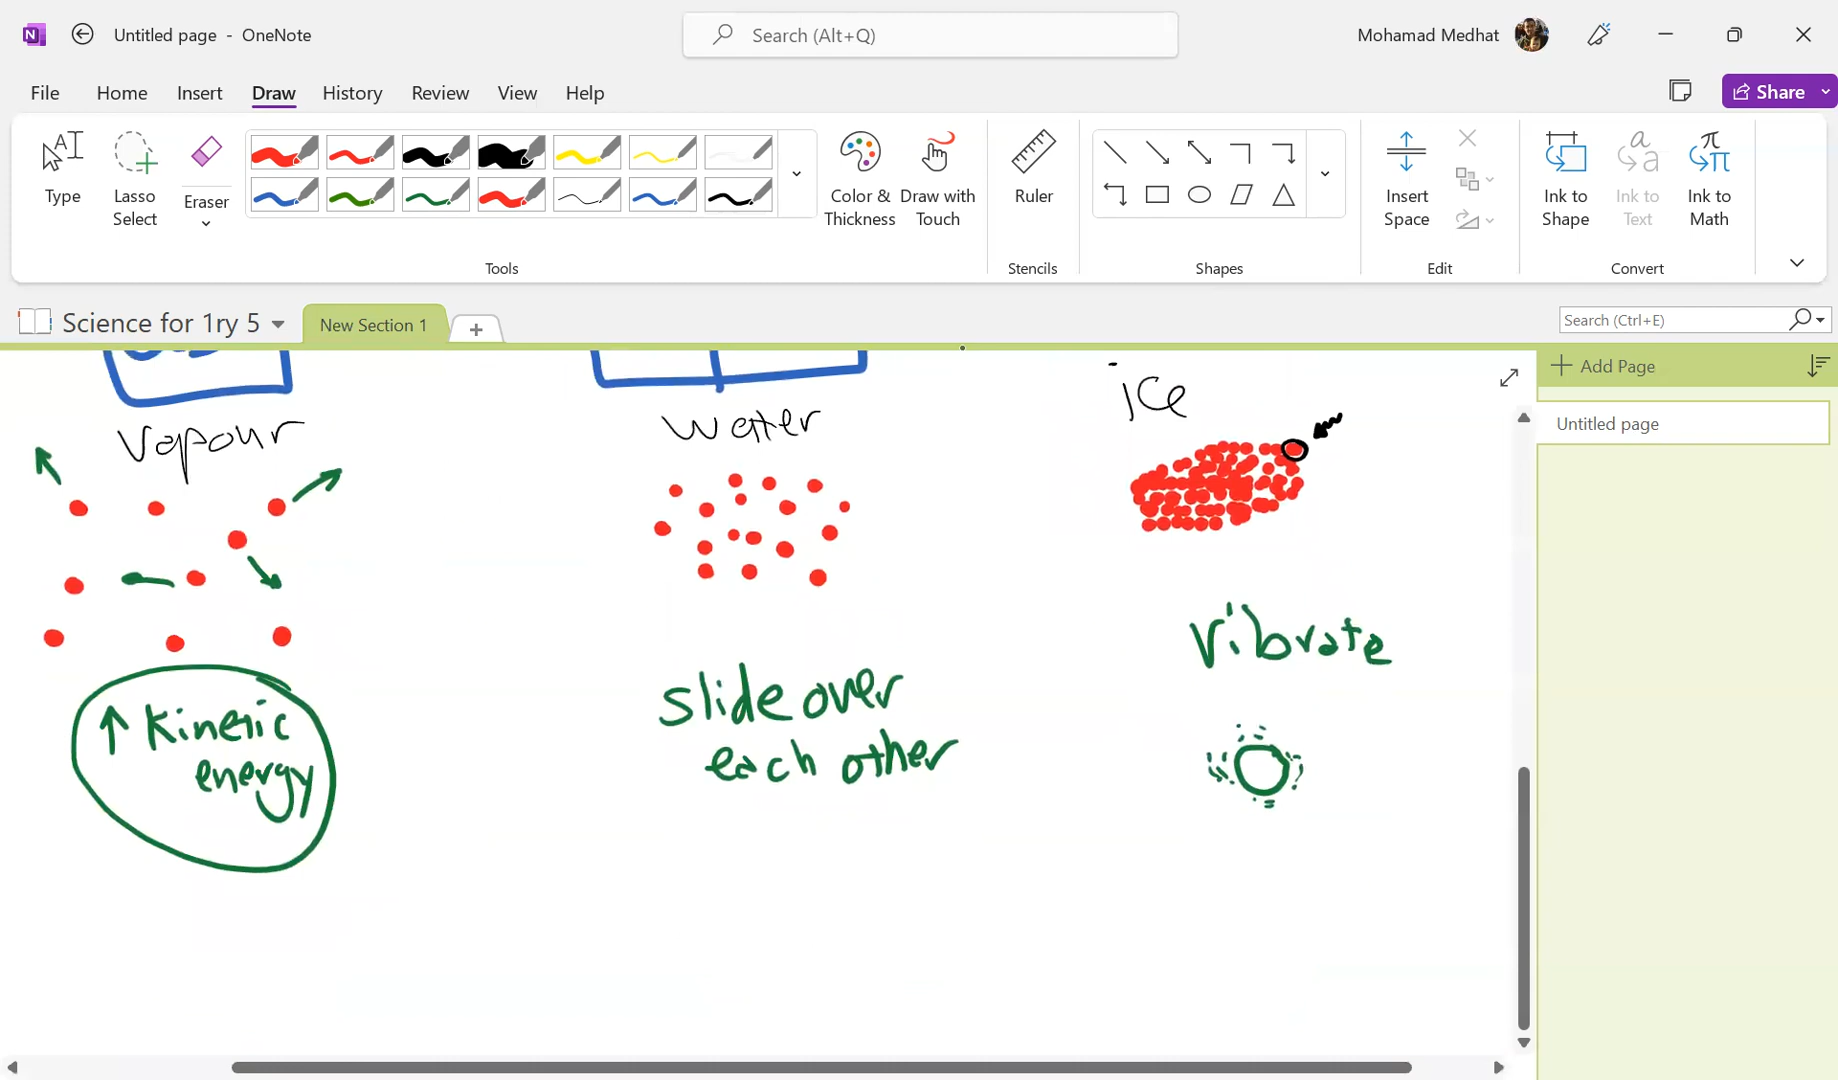 Untitled page - OneNote
Search (Alt+Q)
Mohamad Medhat
File Home Insert Draw History Review View Help
Share
Type
Lasso Select
Eraser
Color & Thickness
Draw with Touch
Ruler
Insert Space
Ink to Shape
Ink to Text
Ink to Math
Tools
Stencils
Shapes
Edit
Convert
Science for 1ry 5
New Section 1
Search (Ctrl+E)
Add Page
Untitled page
Vapour
water
ice
vibrate
slide over
each other
↑ Kinetic
energy